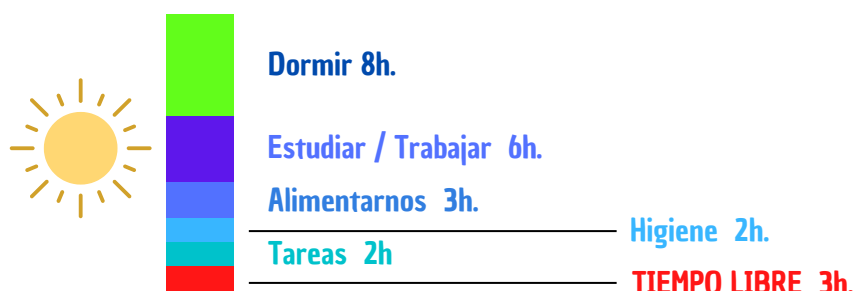 Dormir 8h.
Estudiar / Trabajar 6h.
Alimentarnos 3h.
Higiene 2h.
Tareas 2h
TIEMPO LIBRE 3h.